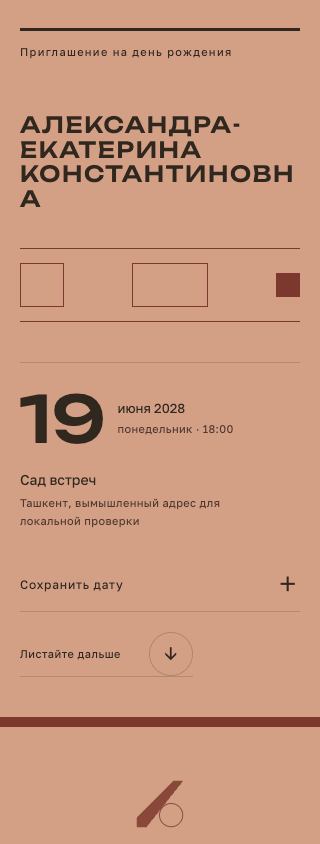 Приглашение на день рождения
АЛЕКСАНДРА-
ЕКАТЕРИНА
КОНСТАНТИНОВН
А
19
июня 2028
понедельник · 18:00
Сад встреч
Ташкент, вымышленный адрес для
локальной проверки
Сохранить дату +
Листайте дальше